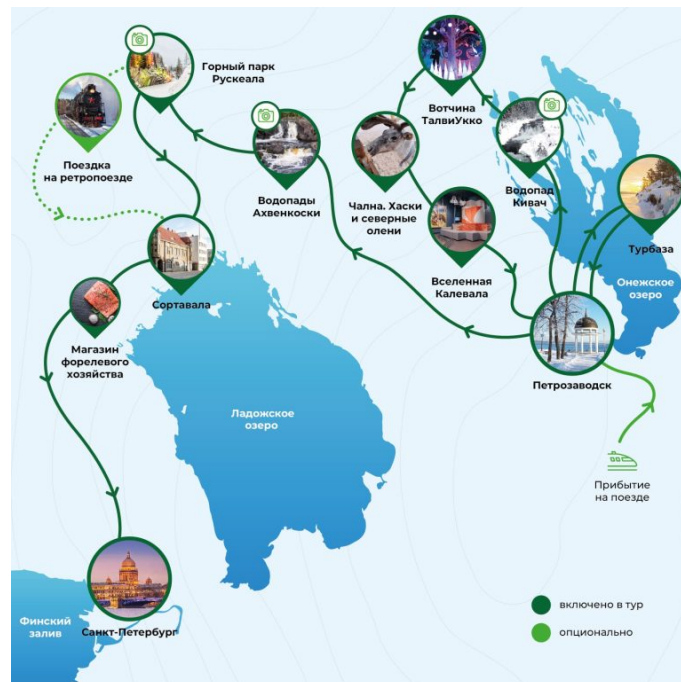 Горный парк
Рускеала
Поездка
на ретропоезде
Водопады
Ахвенкоски
Вотчина
ТалвиУкко
Чална. Хаски
и северные
олени
Водопад
Кивач
Турбаза
Вселенная
Калевала
Онежское
озеро
Сортавала
Магазин
форелевого
хозяйства
Петрозаводск
Ладожское
озеро
Прибытие
на поезде
Финский
залив
Санкт-Петербург
включено в тур
опционально